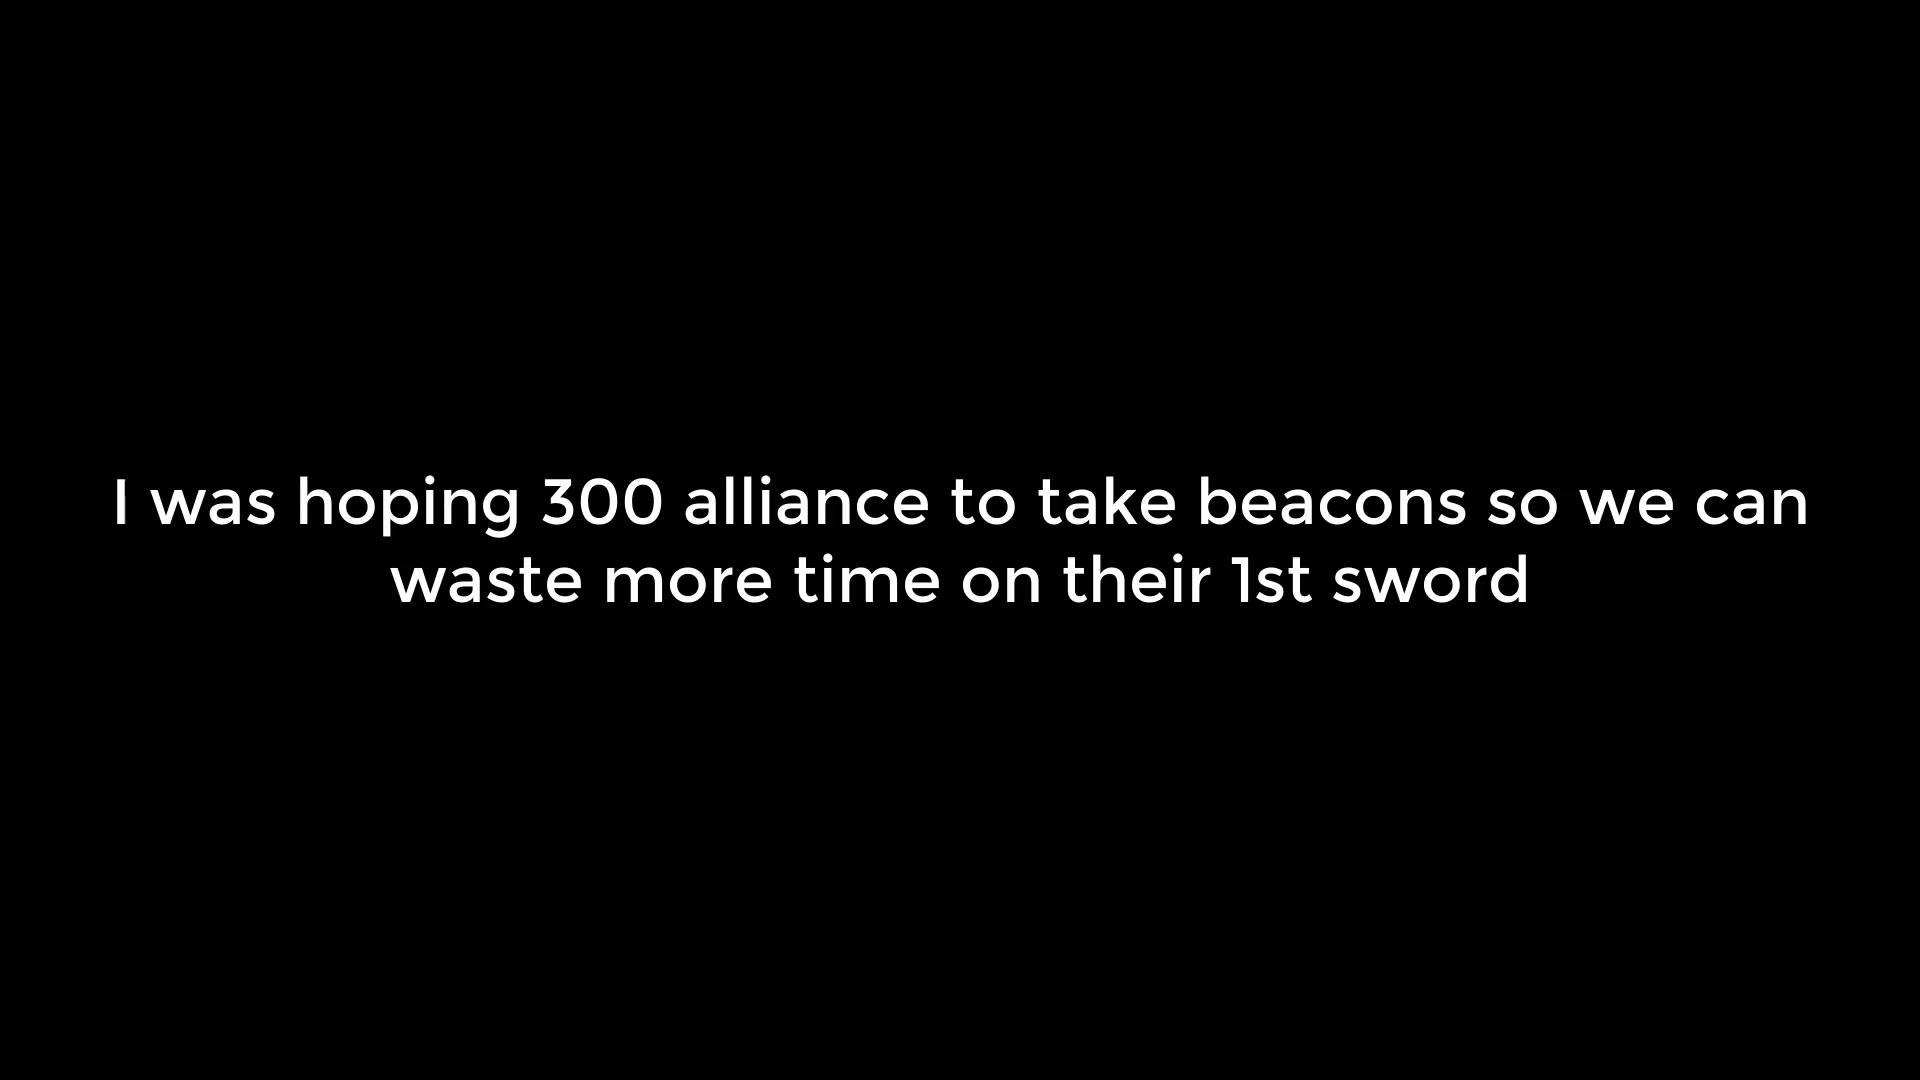 I was hoping 300 alliance to take beacons so we can
waste more time on their 1st sword